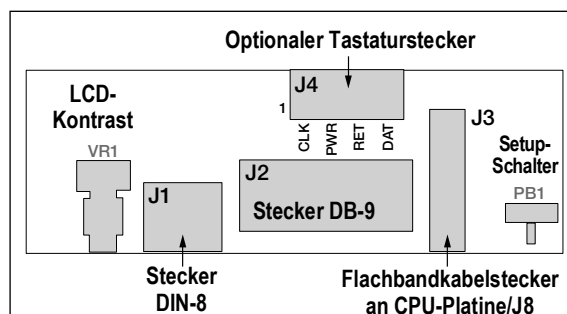 Optionaler Tastaturstecker
LCD-
Kontrast
VR1
J4
1
CLK
PWR
RET
DAT
J3
Setup-
Schalter
PB1
J1
J2
Stecker DB-9
Stecker
DIN-8
Flachbandkabelstecker
an CPU-Platine/J8